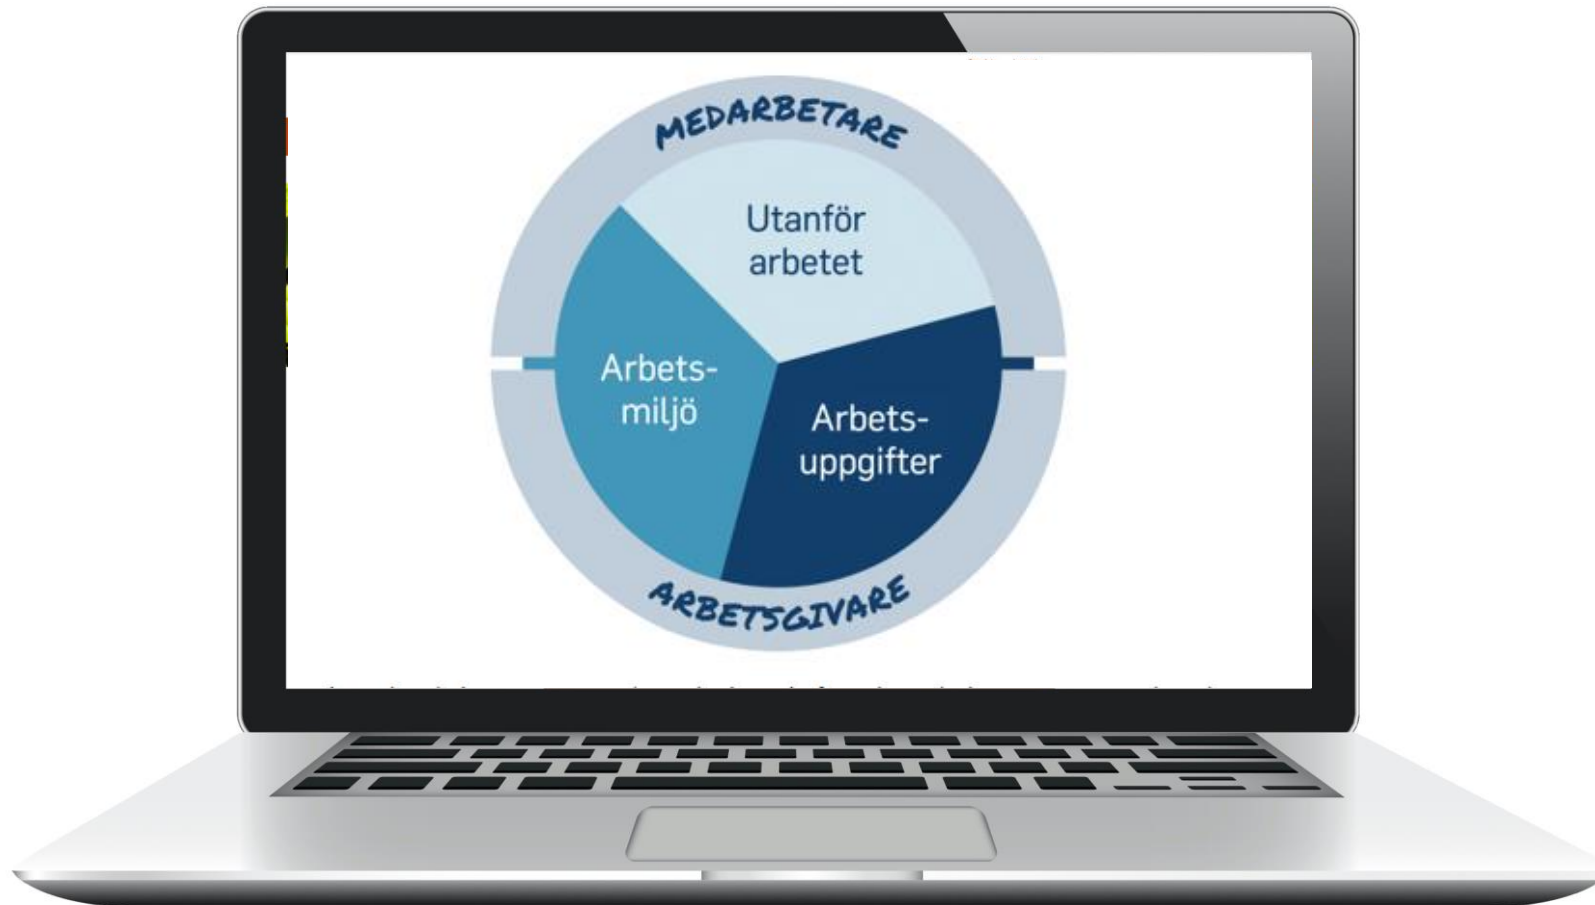 MEDARBETARE
Utanför
arbetet
Arbets-
miljö
Arbets-
uppgifter
ARBETSGIVARE